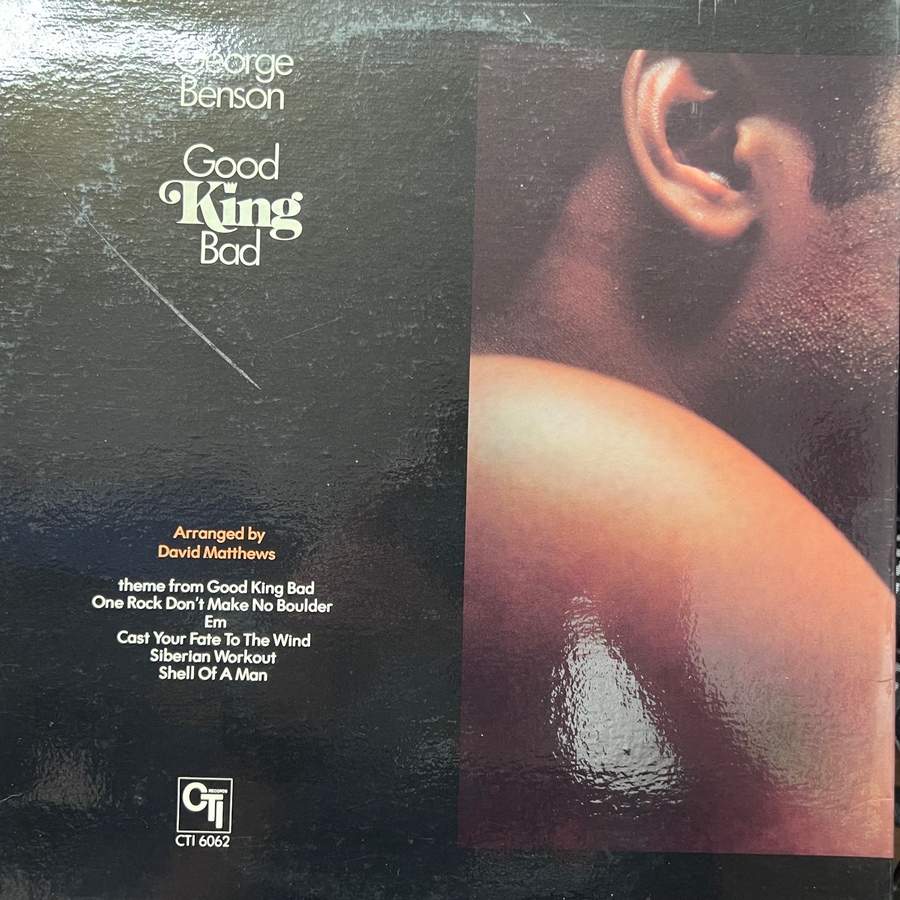 George
Benson
Good
King
Bad
Arranged by
David Matthews
theme from Good King Bad
One Rock Don't Make No Boulder
Em
Cast Your Fate To The Wind
Siberian Workout
Shell Of A Man
CTI RECORDS
CTI 6062